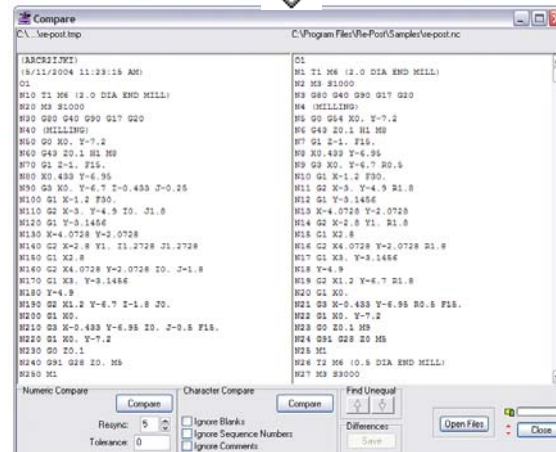 Compare
C:\...\re-post.tmp
C:\Program Files\Re-Post\Samples\re-post.nc
(ARCR2IJKI)
(5/11/2004 11:23:15 AM)
O1
N10 T1 M6 (2.0 DIA END MILL)
N20 M3 S1000
N30 G80 G40 G90 G17 G20
N40 (MILLING)
N50 G0 X0. Y-7.2
N60 G43 Z0.1 H1 M8
N70 G1 Z-1. F15.
N80 X0.433 Y-6.95
N90 G3 X0. Y-6.7 I-0.433 J-0.25
N100 G1 X-1.2 F30.
N110 G2 X-3. Y-4.9 I0. J1.8
N120 G1 Y-3.1456
N130 X-4.0728 Y-2.0728
N140 G2 X-2.8 Y1. I1.2728 J1.2728
N150 G1 X2.8
N160 G2 X4.0728 Y-2.0728 I0. J-1.8
N170 G1 X3. Y-3.1456
N180 Y-4.9
N190 G2 X1.2 Y-6.7 I-1.8 J0.
N200 G1 X0.
N210 G3 X-0.433 Y-6.95 I0. J-0.5 F15.
N220 G1 X0. Y-7.2
N230 G0 Z0.1
N240 G91 G28 Z0. M5
N250 M1
O1
N1 T1 M6 (2.0 DIA END MILL)
N2 M3 S1000
N3 G80 G40 G90 G17 G20
N4 (MILLING)
N5 G0 G54 X0. Y-7.2
N6 G43 Z0.1 H1 M8
N7 G1 Z-1. F15.
N8 X0.433 Y-6.95
N9 G3 X0. Y-6.7 R0.5
N10 G1 X-1.2 F30.
N11 G2 X-3. Y-4.9 R1.8
N12 G1 Y-3.1456
N13 X-4.0728 Y-2.0728
N14 G2 X-2.8 Y1. R1.8
N15 G1 X2.8
N16 G2 X4.0728 Y-2.0728 R1.8
N17 G1 X3. Y-3.1456
N18 Y-4.9
N19 G2 X1.2 Y-6.7 R1.8
N20 G1 X0.
N21 G3 X-0.433 Y-6.95 R0.5 F15.
N22 G1 X0. Y-7.2
N23 G0 Z0.1 M9
N24 G91 G28 Z0 M5
N25 M1
N26 T2 M6 (0.5 DIA END MILL)
N27 M3 S3000
Numeric Compare
Compare
Resync: 5
Tolerance: 0
Character Compare
Compare
Ignore Blanks
Ignore Sequence Numbers
Ignore Comments
Find Unequal
Differences
Save
Open Files
Close